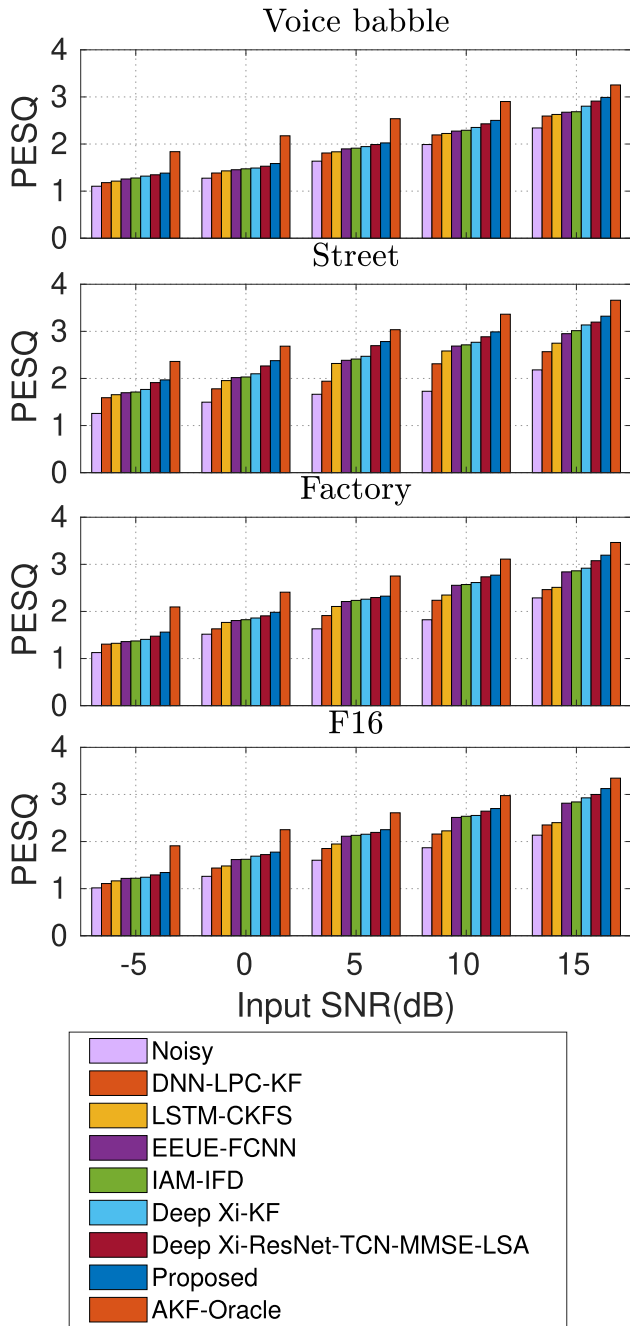 Voice babble
4
3
2
1
0
PESQ
Street
4
3
2
1
0
PESQ
Factory
4
3
2
1
0
PESQ
F16
4
3
2
1
0
PESQ
-5 0 5 10 15
Input SNR(dB)
Noisy
DNN-LPC-KF
LSTM-CKFS
EEUE-FCNN
IAM-IFD
Deep Xi-KF
Deep Xi-ResNet-TCN-MMSE-LSA
Proposed
AKF-Oracle